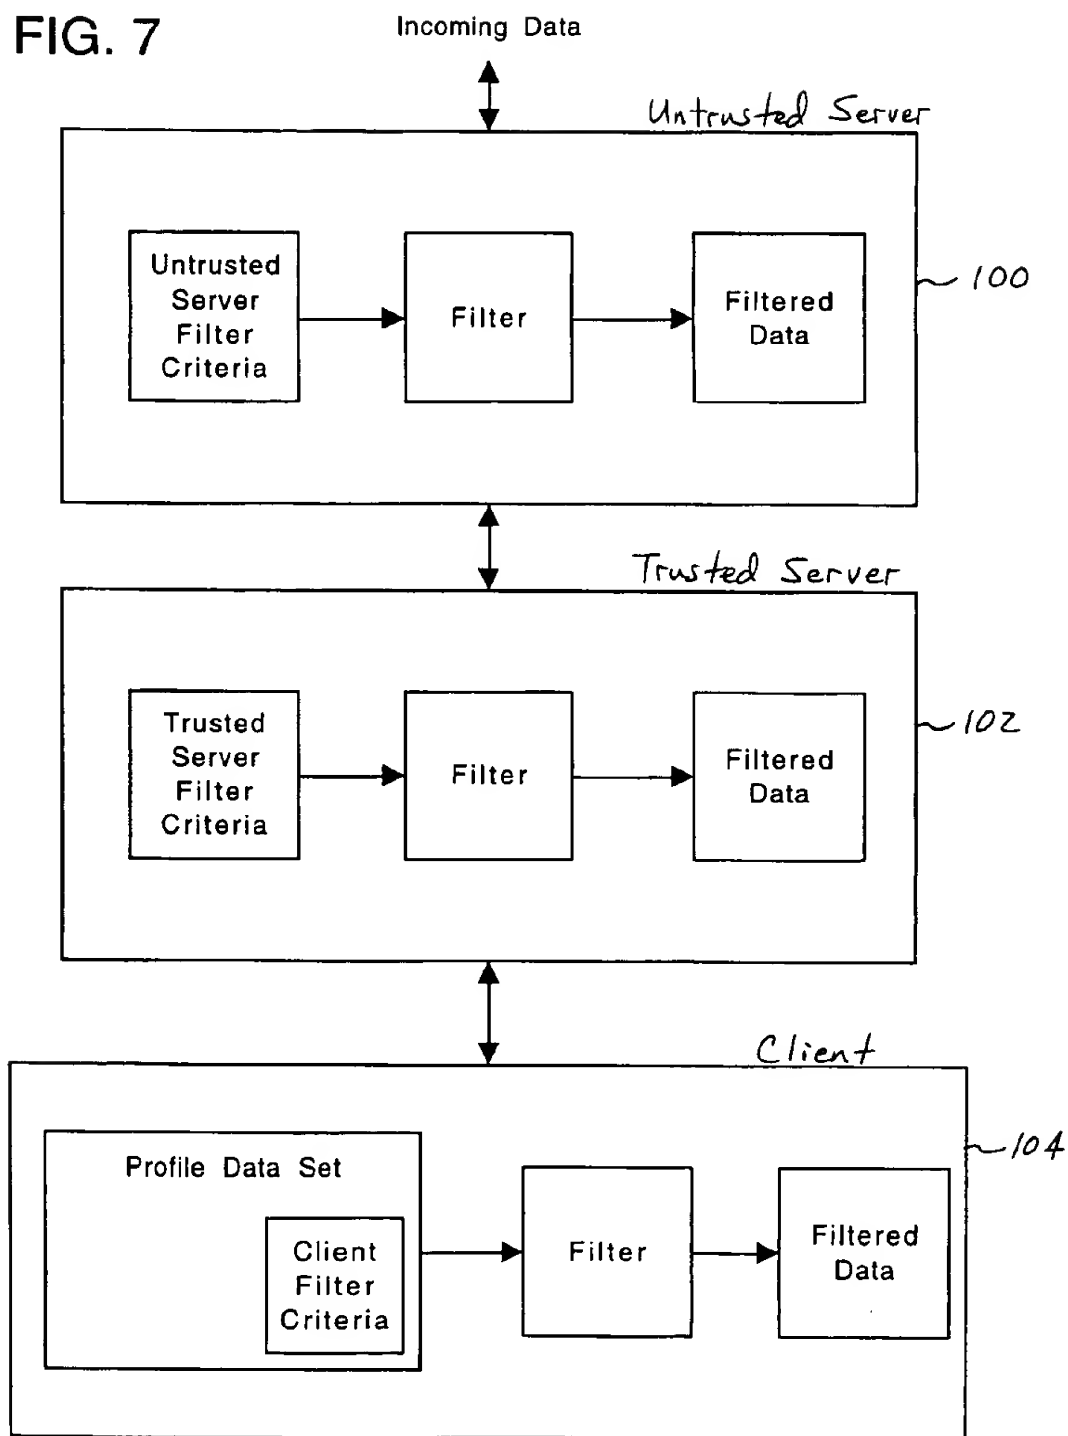 FIG. 7
Incoming Data
Untrusted Server
Untrusted
Server
Filter
Criteria
Filter
Filtered
Data
100
Trusted Server
Trusted
Server
Filter
Criteria
Filter
Filtered
Data
102
Client
104
Profile Data Set
Client
Filter
Criteria
Filter
Filtered
Data